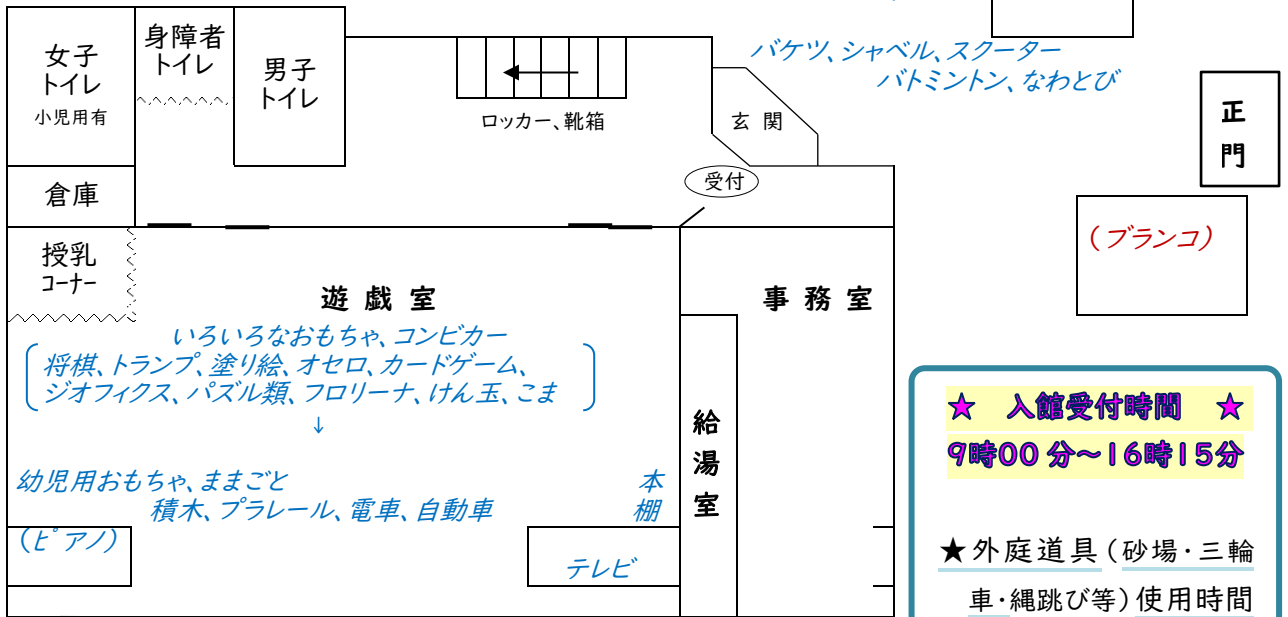 女子
トイレ
小児用有
身障者
トイレ
男子
トイレ
ロッカー、靴箱
バケツ、シャベル、スクーター
バトミントン、なわとび
玄 関
正
門
受付
倉庫
(ブランコ)
授乳
コーナー
遊 戯 室
事 務 室
いろいろなおもちゃ、コンビカー
将棋、トランプ、塗り絵、オセロ、カードゲーム、
ジオフィクス、パズル類、フロリーナ、けん玉、こま
↓
給
湯
室
幼児用おもちゃ、ままごと
積木、プラレール、電車、自動車
本
棚
(ピアノ)
テレビ
★ 入館受付時間 ★
9時00分~16時15分
★外庭道具(砂場・三輪
車・縄跳び等)使用時間